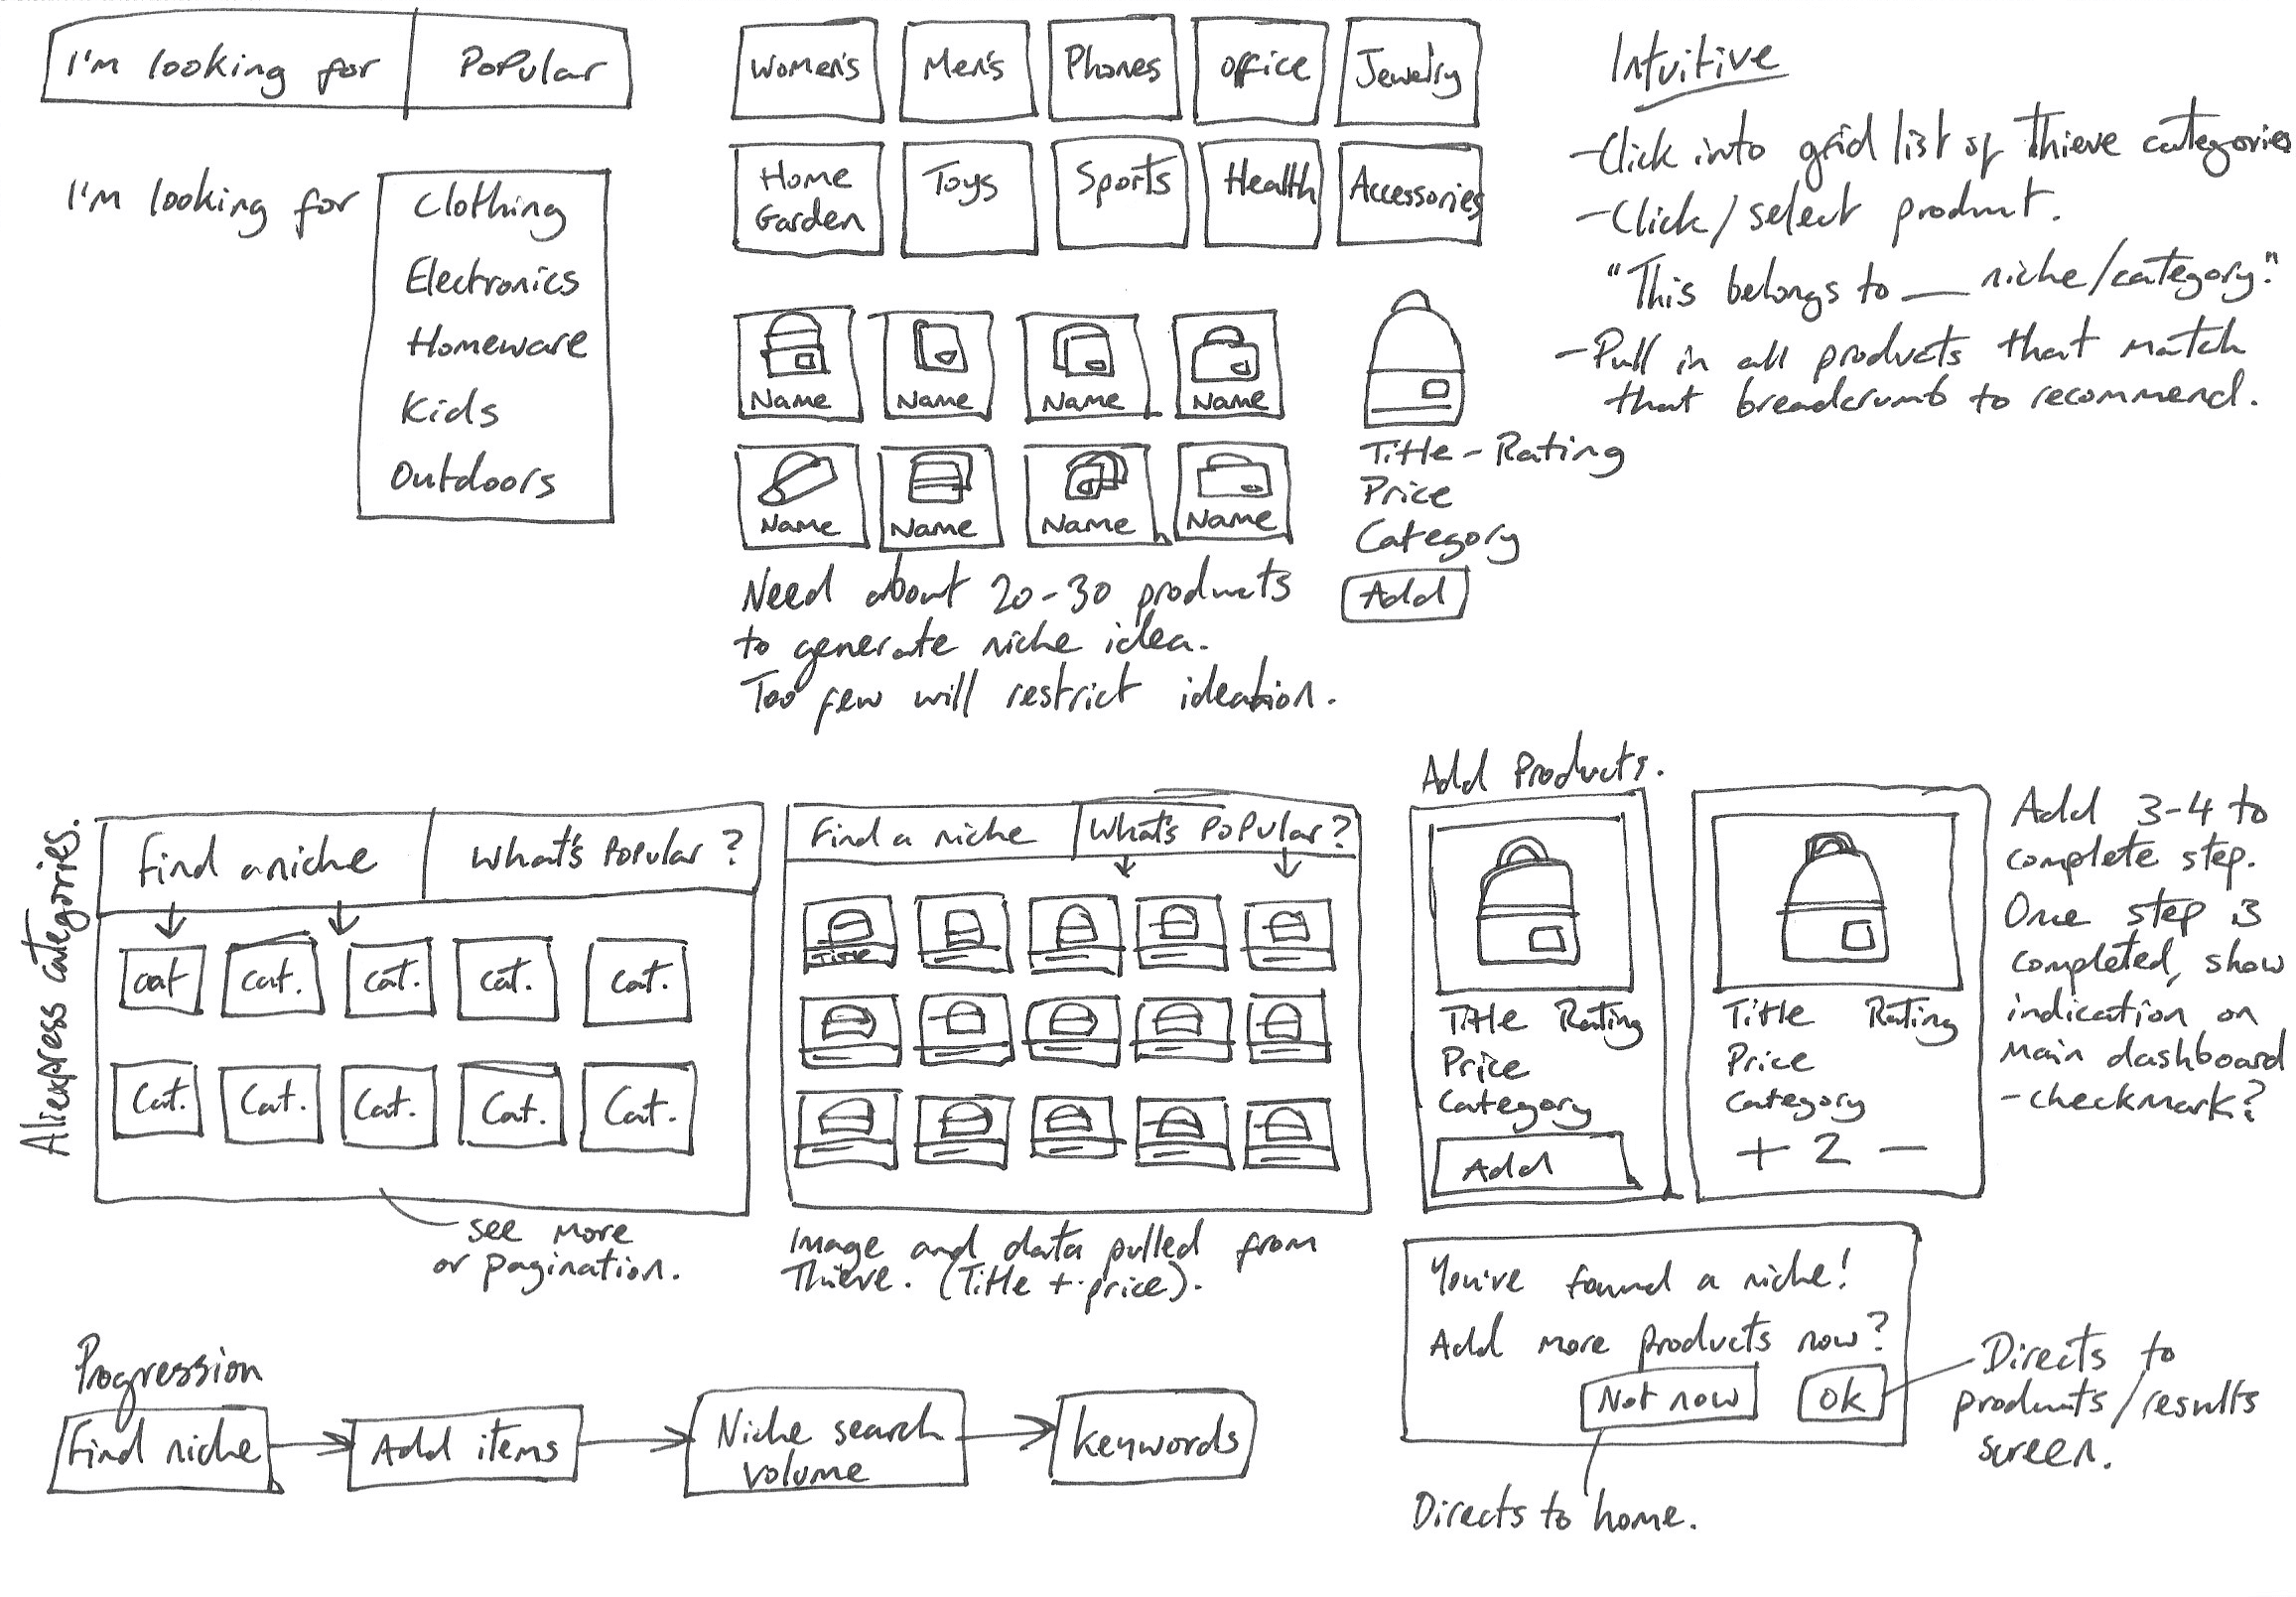 I'm looking for
Popular
I'm looking for
Clothing
Electronics
Homeware
Kids
Outdoors
Women's
Men's
Phones
Office
Jewelry
Home
Garden
Toys
Sports
Health
Accessories
Name
Name
Name
Name
Name
Name
Name
Name
Need about 20-30 products
to generate niche idea.
Too few will restrict ideation.
Title - Rating
Price
Category
Add
Intuitive
- Click into grid list of Thieve categories
- Click/select product.
"This belongs to __ niche/category."
- Pull in all products that match
that breadcrumb to recommend.
Aliexpress categories.
Find a niche
What's Popular?
cat
cat.
cat.
cat.
cat.
Cat.
Cat.
Cat.
Cat.
Cat.
see more
or pagination.
Find a niche
What's Popular?
Title
Image and data pulled from
Thieve. (Title + price).
Add Products.
Title Rating
Price
Category
Add
Title Rating
Price
Category
+ 2 -
Add 3-4 to
complete step.
Once step is
completed, show
indication on
main dashboard
- checkmark?
You've found a niche!
Add more products now?
Not now
Ok
Directs to
products/results
screen.
Directs to home.
Progression
Find niche
Add items
Niche search
volume
Keywords